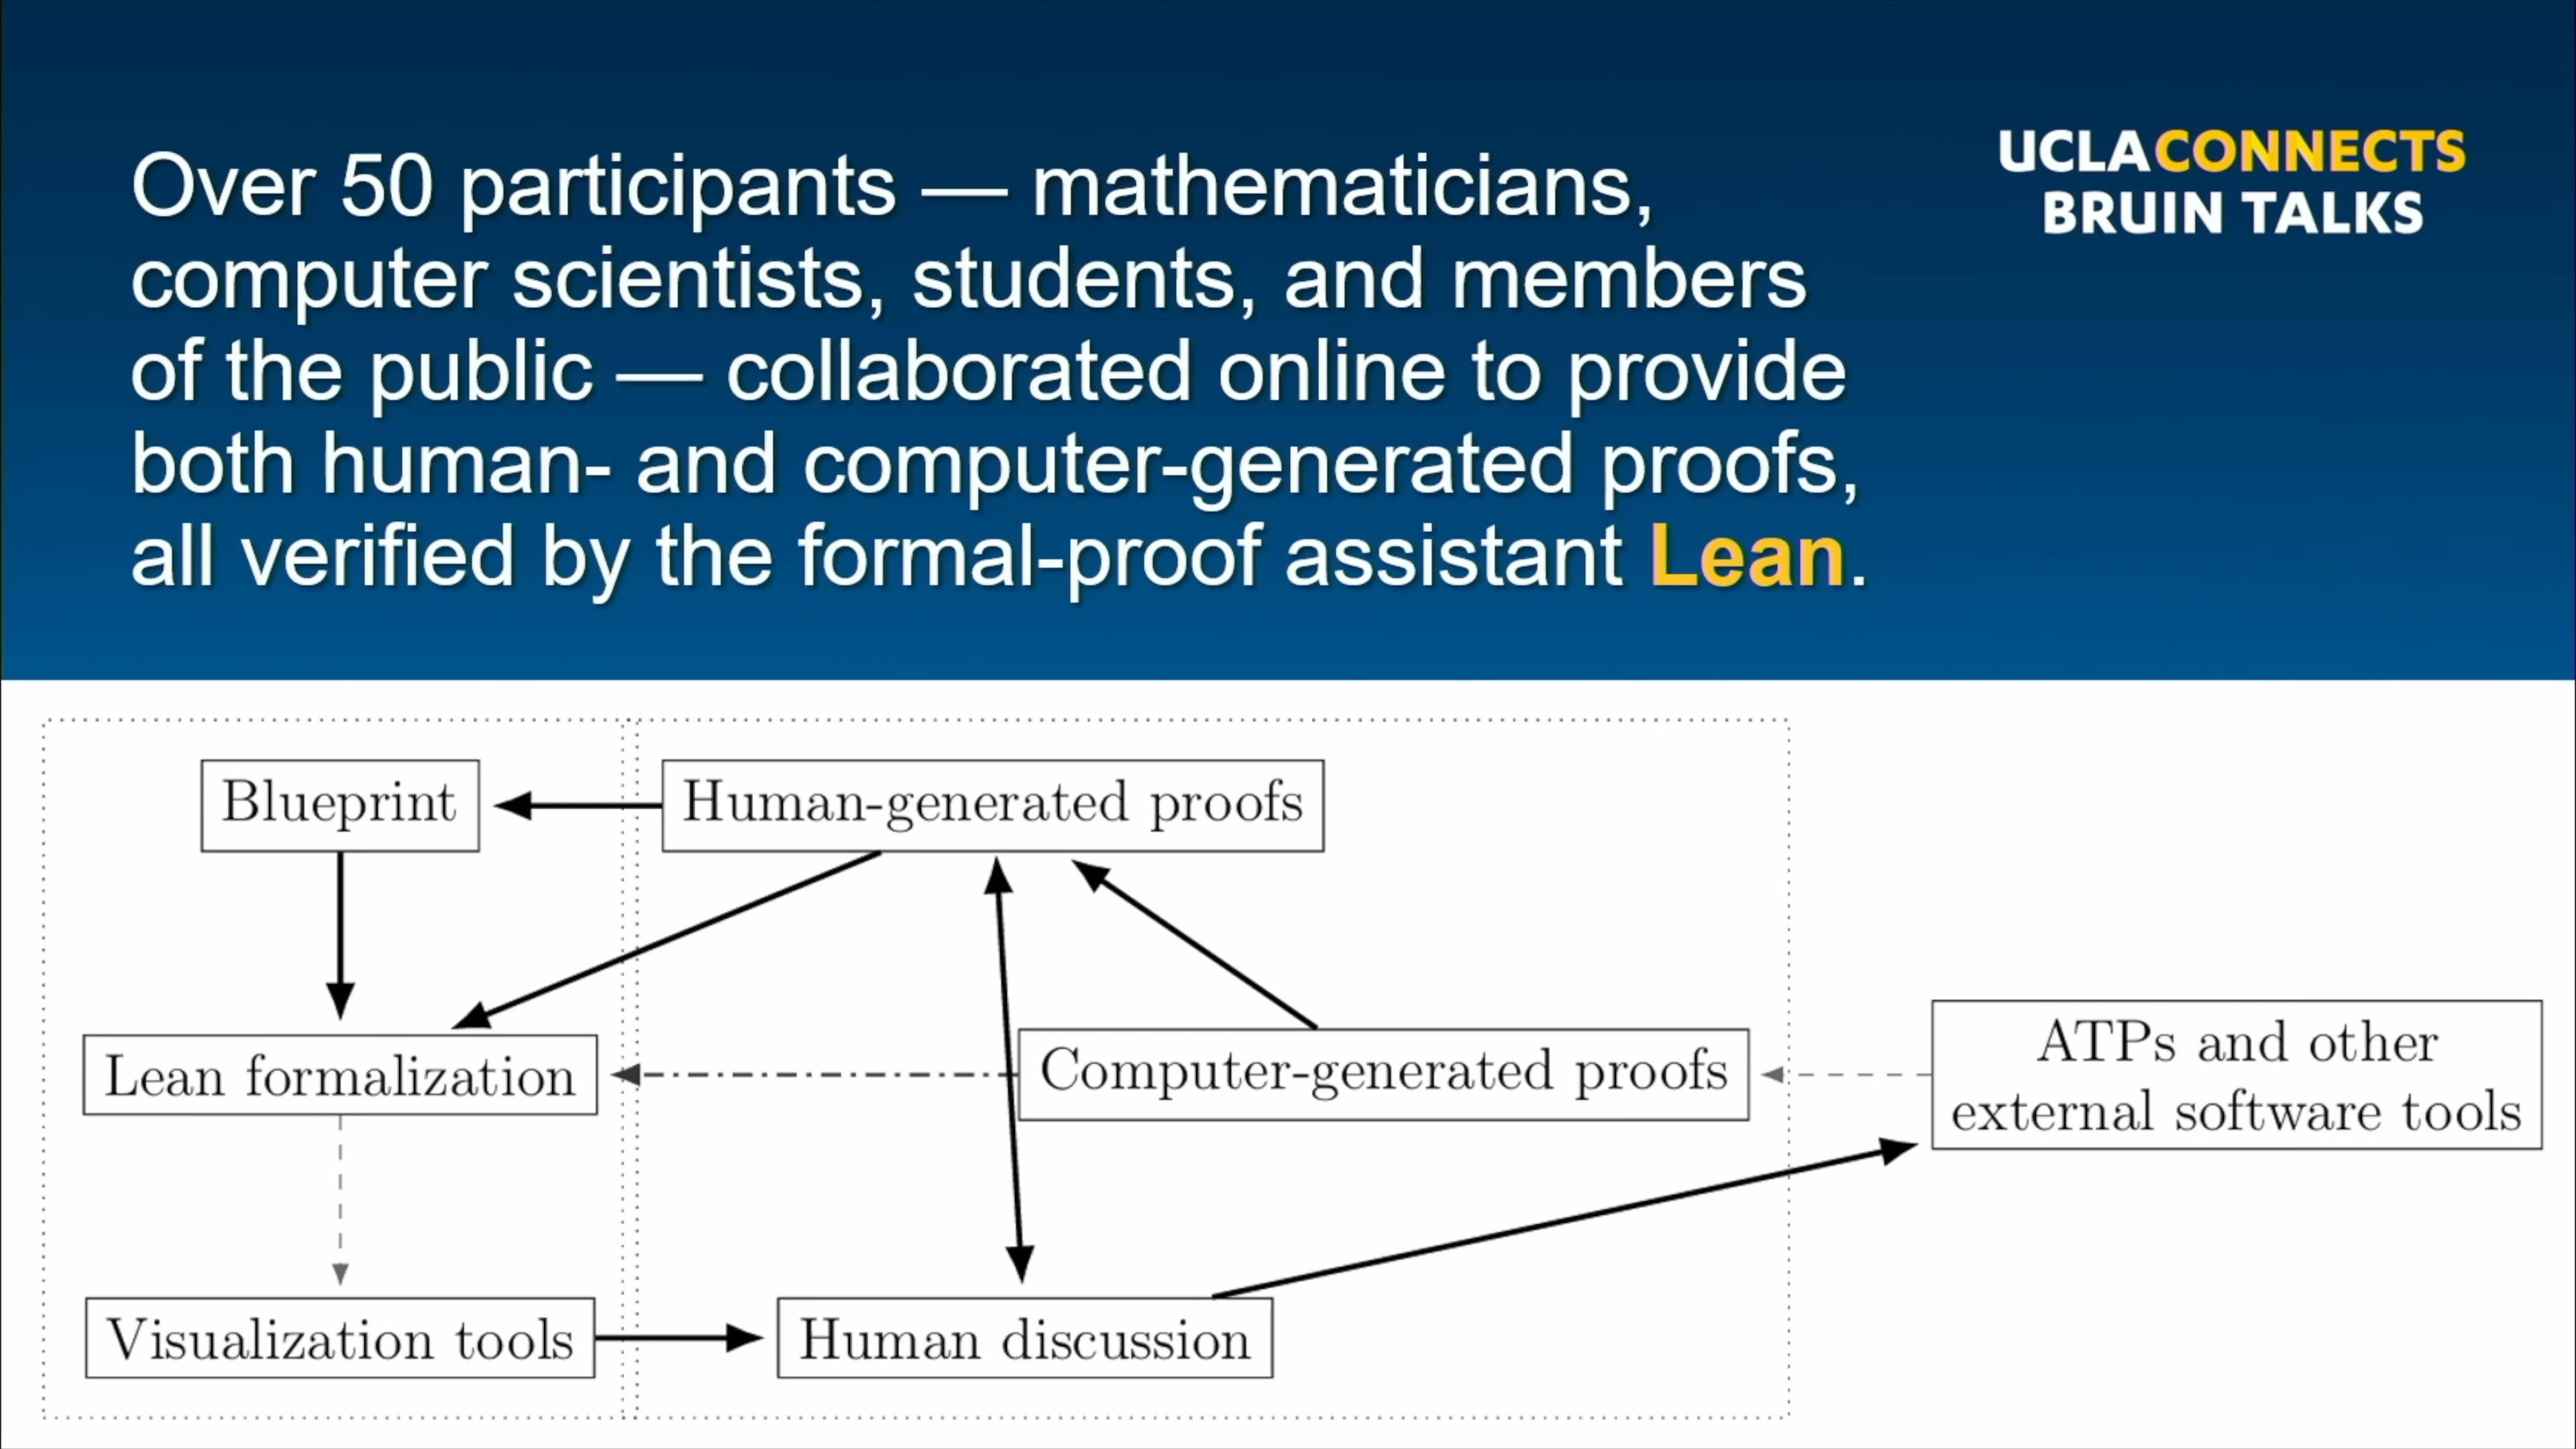 Over 50 participants — mathematicians,
computer scientists, students, and members
of the public — collaborated online to provide
both human- and computer-generated proofs,
all verified by the formal-proof assistant Lean.
UCLACONNECTS
BRUIN TALKS
Blueprint
Human-generated proofs
Lean formalization
Computer-generated proofs
ATPs and other
external software tools
Visualization tools
Human discussion